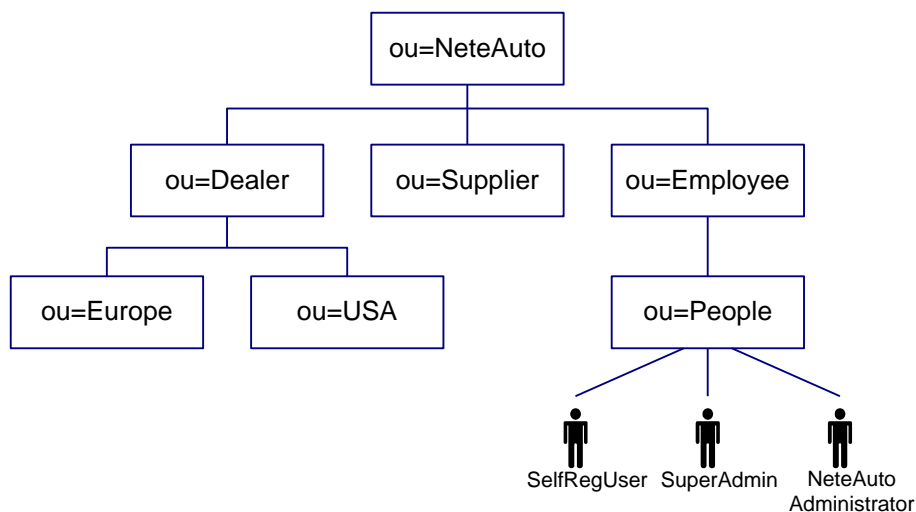 ou=NeteAuto
ou=Dealer
ou=Supplier
ou=Employee
ou=Europe
ou=USA
ou=People
SelfRegUser
SuperAdmin
NeteAuto
Administrator